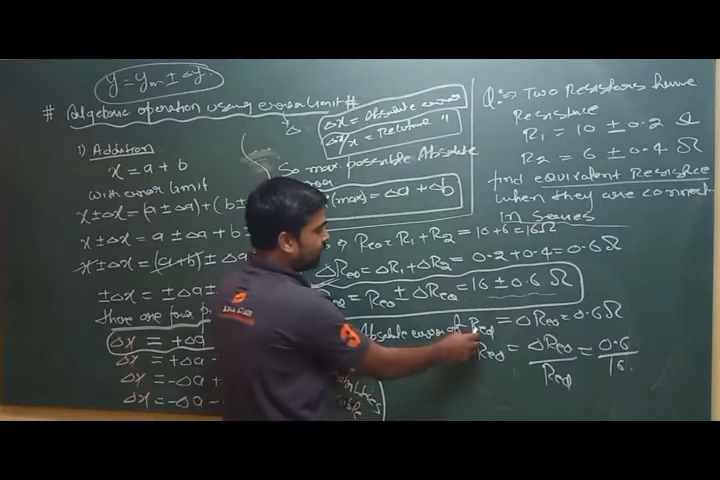 y = ym ± Δy
# Algebraic operation using error limit #
Δx = Absolute error
Δx/x = Relative "
1) Addition
x = a + b
with error limit
x ± Δx = (a ± Δa) + (b ±
x ± Δx = a ± Δa + b ±
x ± Δx = (a+b) ± Δa
± Δx = ± Δa
there are four
Δx = +Δa
Δx = +Δa
Δx = -Δa +
Δx = -Δa -
So max. possible Absolute
error
(max) = Δa + Δb
Q:⇒ Two Resistors have
Resistance
R1 = 10 ± 0.2 Ω
R2 = 6 ± 0.4 Ω
find equivalent Resistance
when they are connect-
In series
Req = R1 + R2 = 10 + 6 = 16Ω
ΔReq = ΔR1 + ΔR2 = 0.2 + 0.4 = 0.6 Ω
= Req ± ΔReq = 16 ± 0.6 Ω
Absolute error of Req = ΔReq = 0.6 Ω
Req = ΔReq/Req = 0.6/16